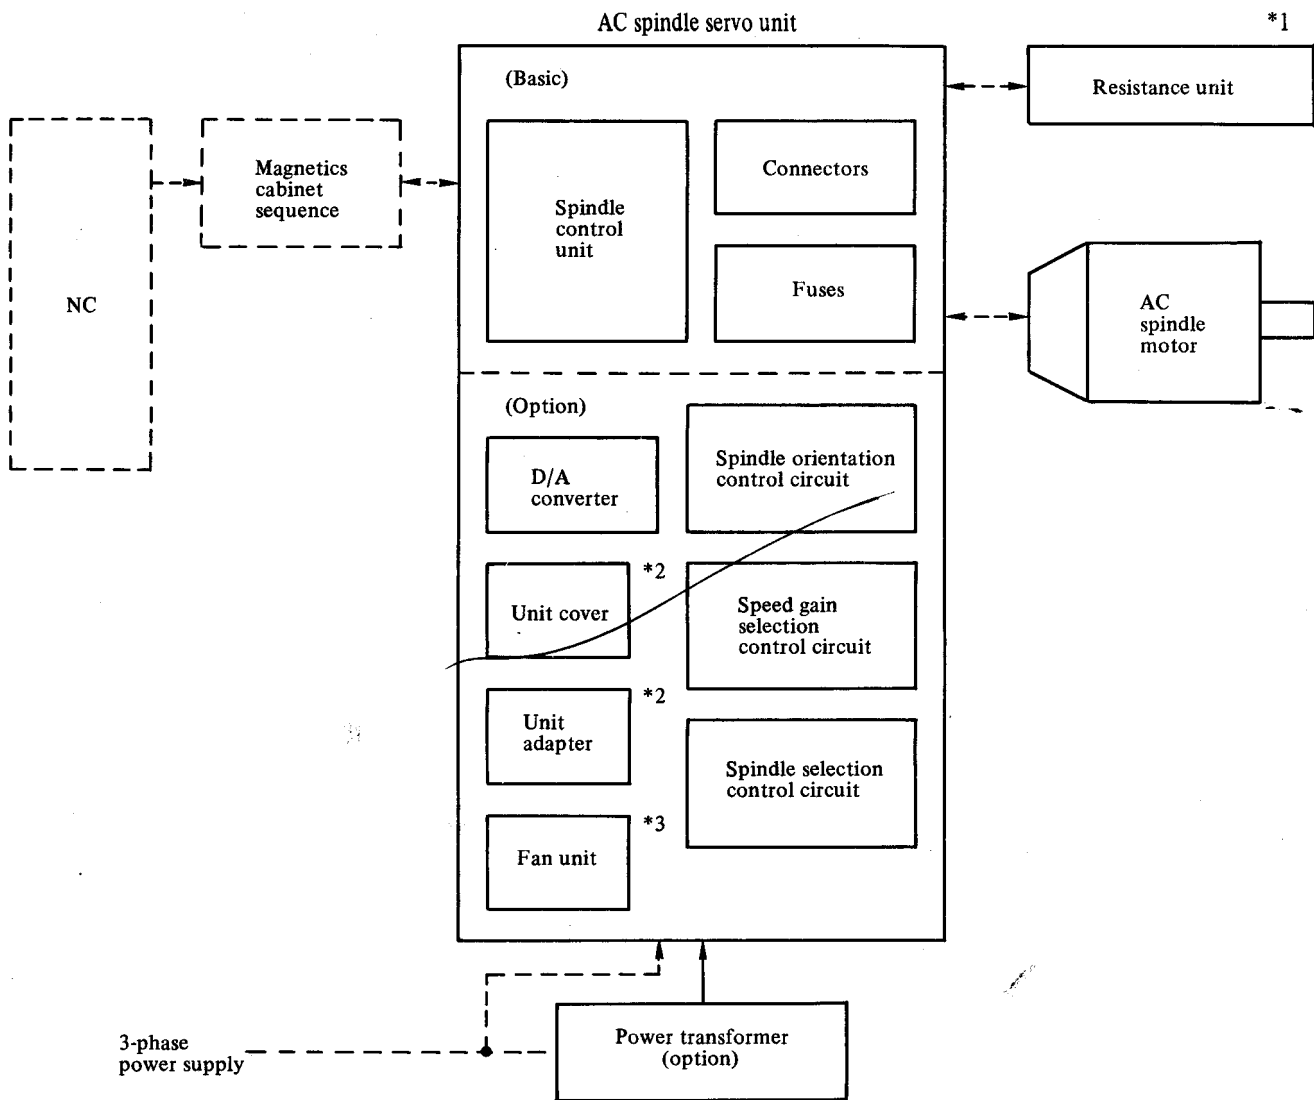 AC spindle servo unit
*1
(Basic)
Resistance unit
NC
Magnetics
cabinet
sequence
Spindle
control
unit
Connectors
Fuses
AC
spindle
motor
(Option)
D/A
converter
Spindle orientation
control circuit
*2
Unit cover
Speed gain
selection
control circuit
*2
Unit
adapter
Spindle selection
control circuit
*3
Fan unit
3-phase
power supply
Power transformer
(option)